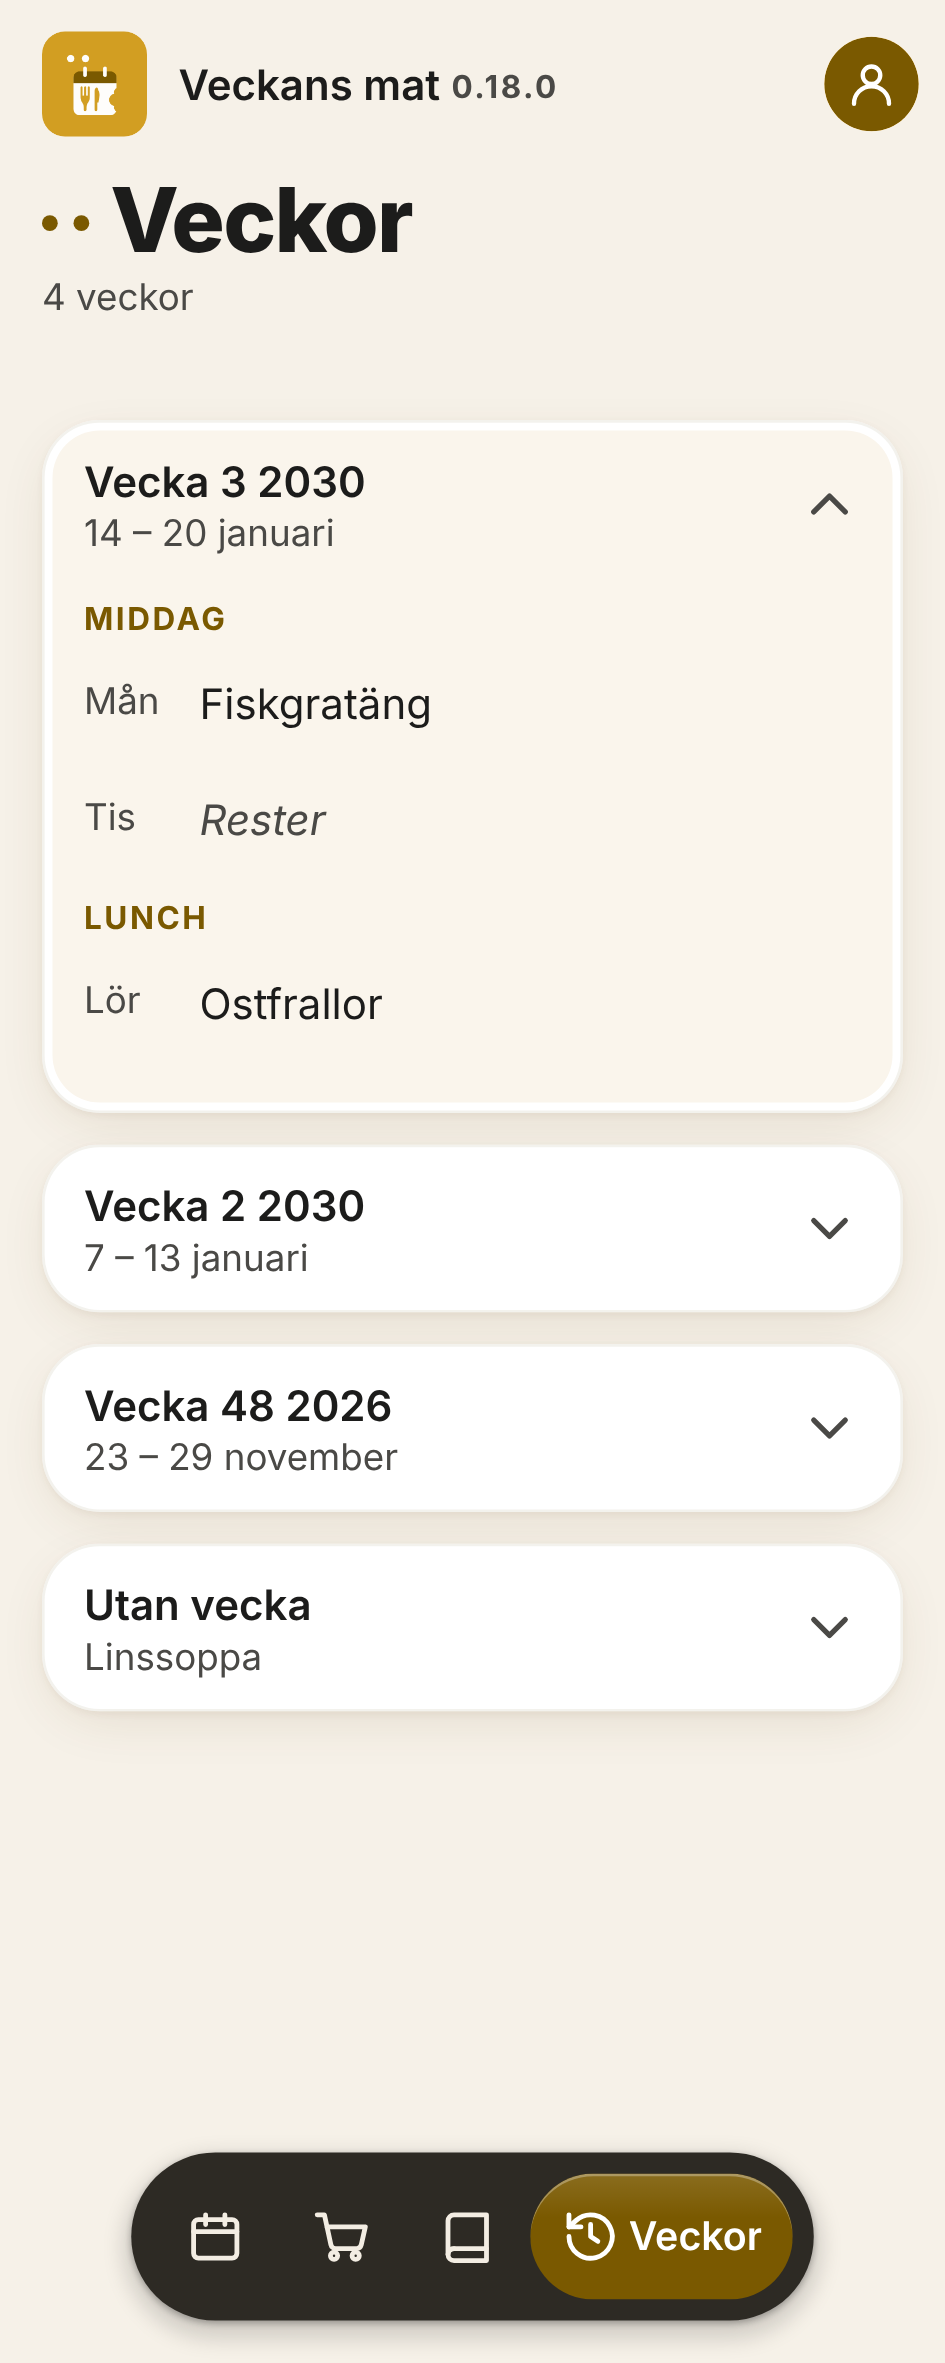 Veckans mat 0.18.0
Veckor
4 veckor
Vecka 3 2030
14 – 20 januari
MIDDAG
Mån Fiskgratäng
Tis Rester
LUNCH
Lör Ostfrallor
Vecka 2 2030
7 – 13 januari
Vecka 48 2026
23 – 29 november
Utan vecka
Linssoppa
Veckor